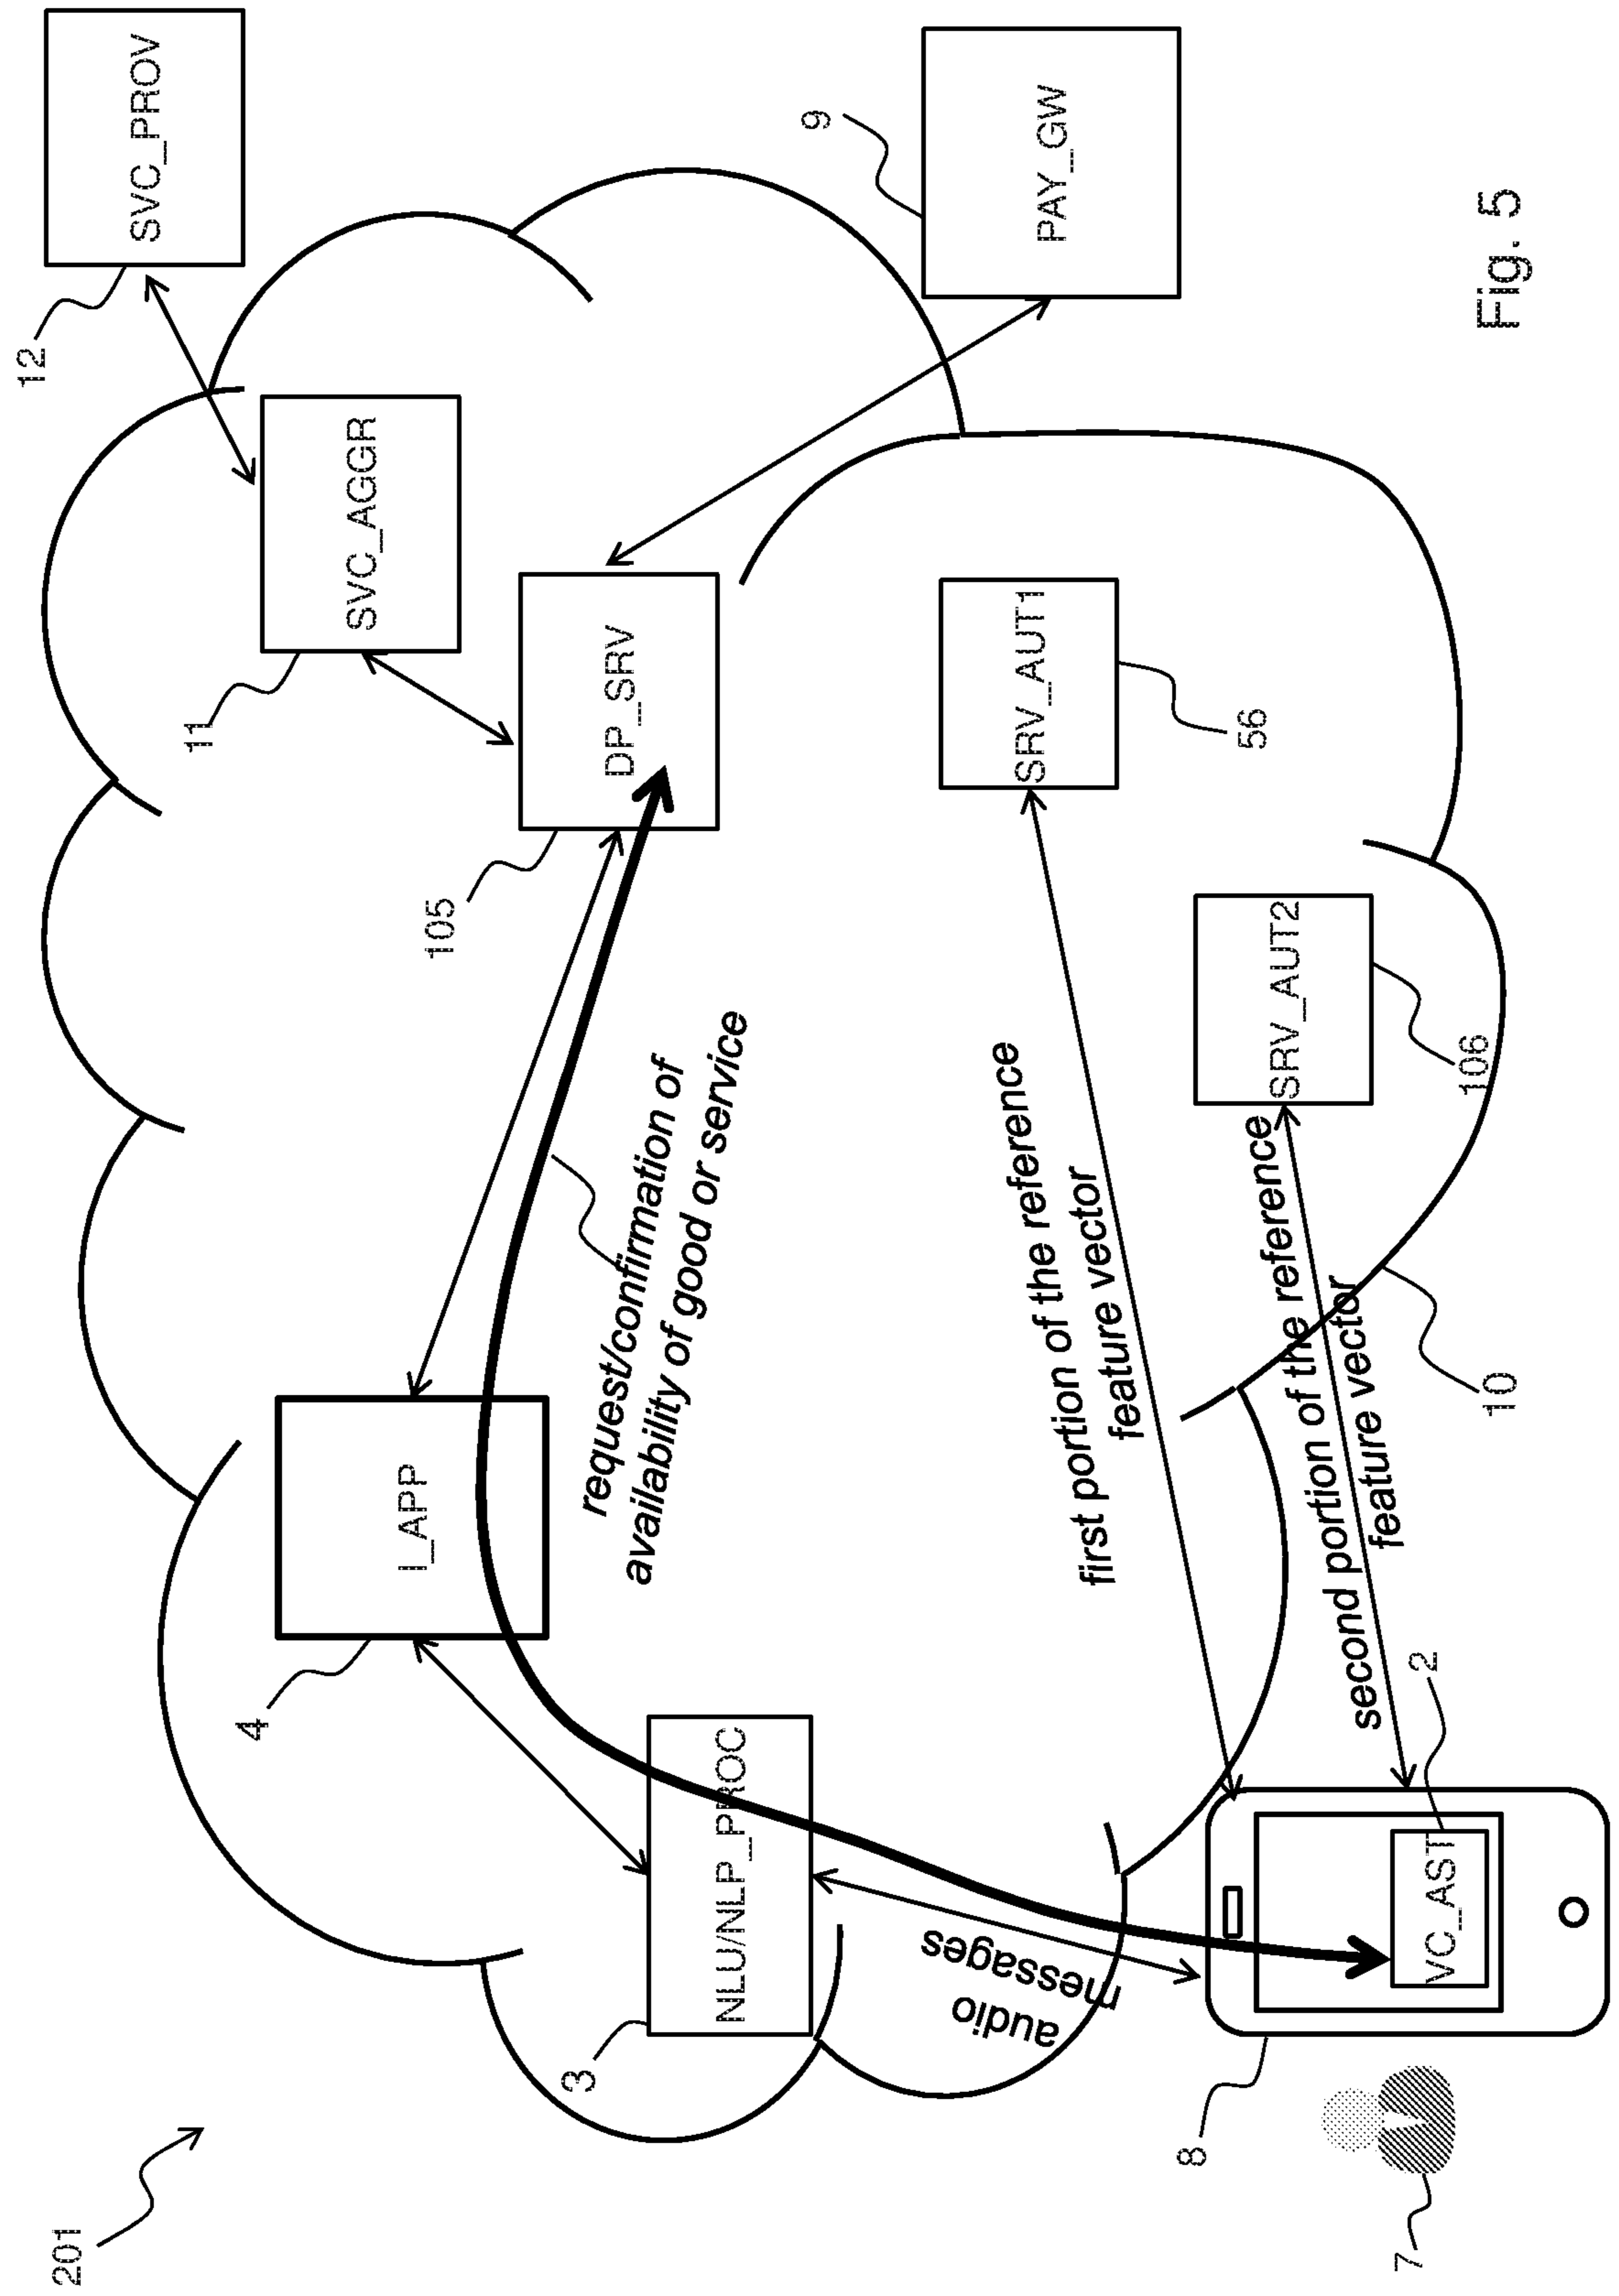 201
12
SVC_PROV
11
SVC_AGGR
4
I_APP
105
DP_SRV
9
PAY_GW
request/confirmation of
availability of good or service
3
NLU/NLP_PROC
audio
messages
SRV_AUT1
56
first portion of the reference
feature vector
SRV_AUT2
106
second portion of the reference
feature vector
10
8
VC_AST
2
7
Fig. 5